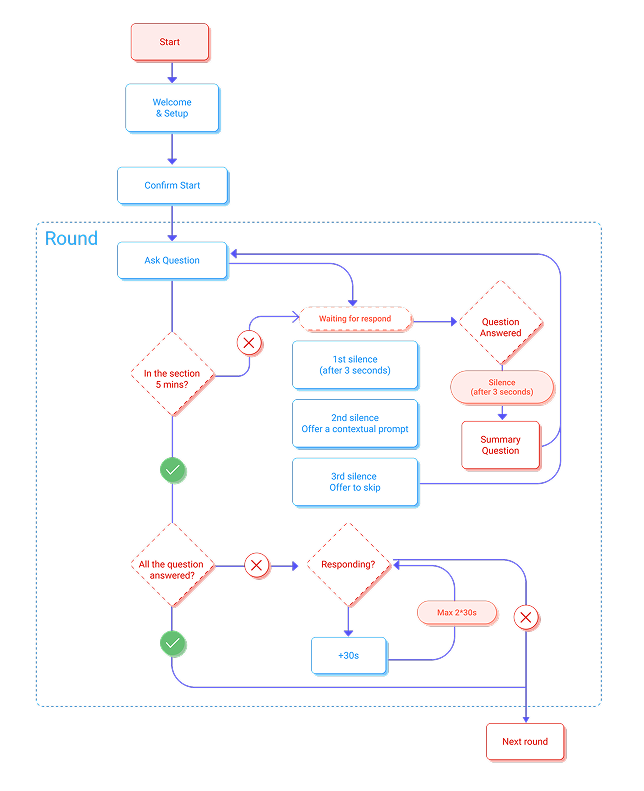 Start
Welcome
& Setup
Confirm Start
Round
Ask Question
Waiting for respond
Question
Answered
1st silence
(after 3 seconds)
In the section
5 mins?
Silence
(after 3 seconds)
2nd silence
Offer a contextual prompt
Summary
Question
3rd silence
Offer to skip
All the question
answered?
Responding?
Max 2*30s
+30s
Next round